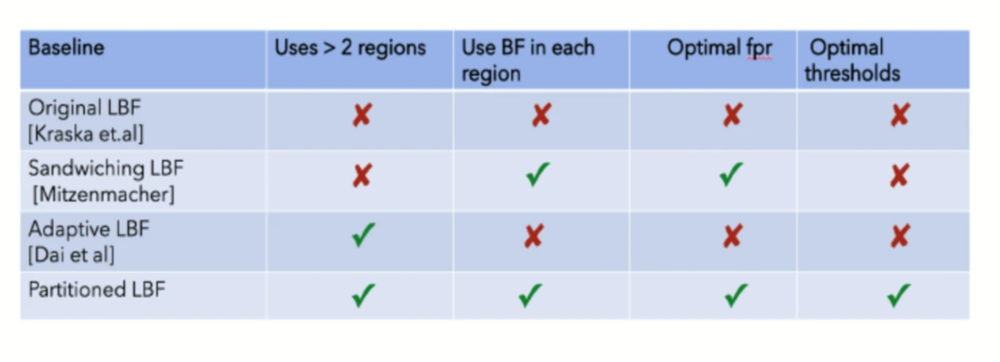 Baseline
Uses > 2 regions
Use BF in each
region
Optimal fpr
Optimal
thresholds
Original LBF
[Kraska et.al]
✘ ✘ ✘ ✘
Sandwiching LBF
[Mitzenmacher]
✘ ✓ ✓ ✘
Adaptive LBF
[Dai et al]
✓ ✘ ✘ ✘
Partitioned LBF
✓ ✓ ✓ ✓